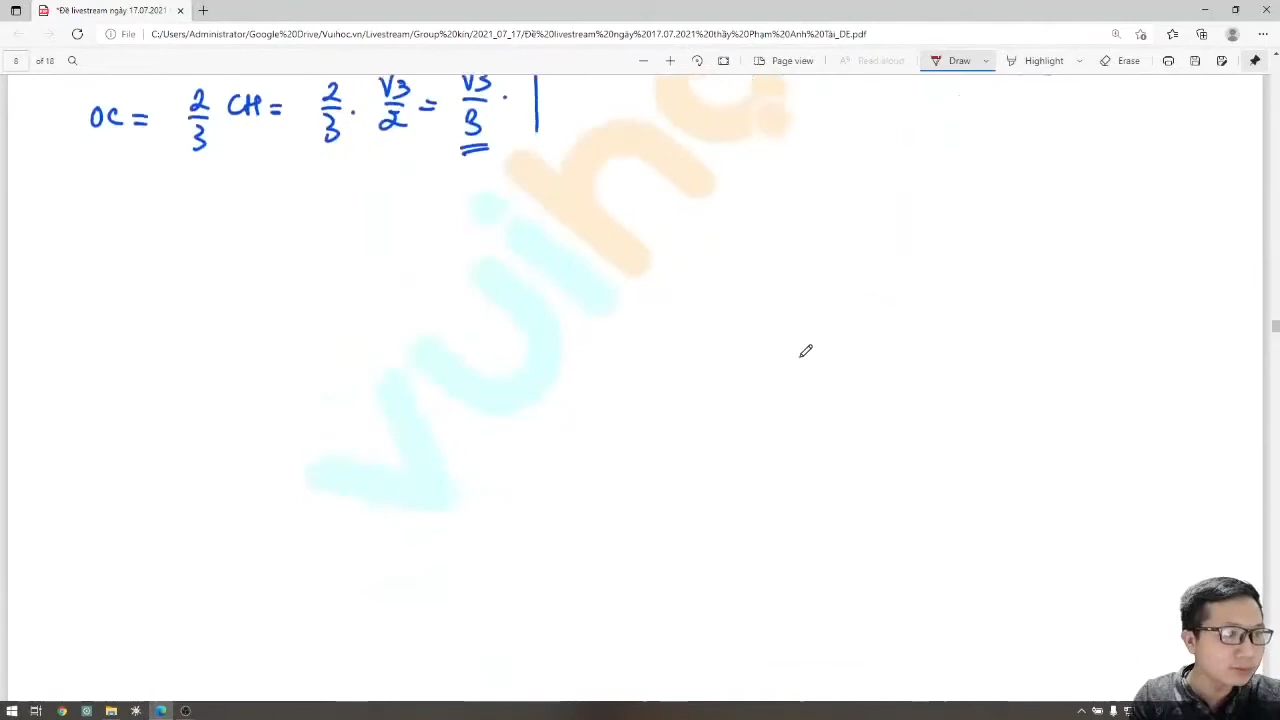 *Đề livestream ngày 17.07.2021
File
C:/Users/Administrator/Google%20Drive/Vuihoc.vn/Livestream/Group%20kín/2021_07_17/Đề%20livestream%20ngày%2017.07.2021%20thầy%20Phạm%20Anh%20Tài_DE.pdf
8 of 18
Page view
Read aloud
Draw
Highlight
Erase
OC = 2/3 CH = 2/3 . √3/2 = √3/3 .
vuihọc